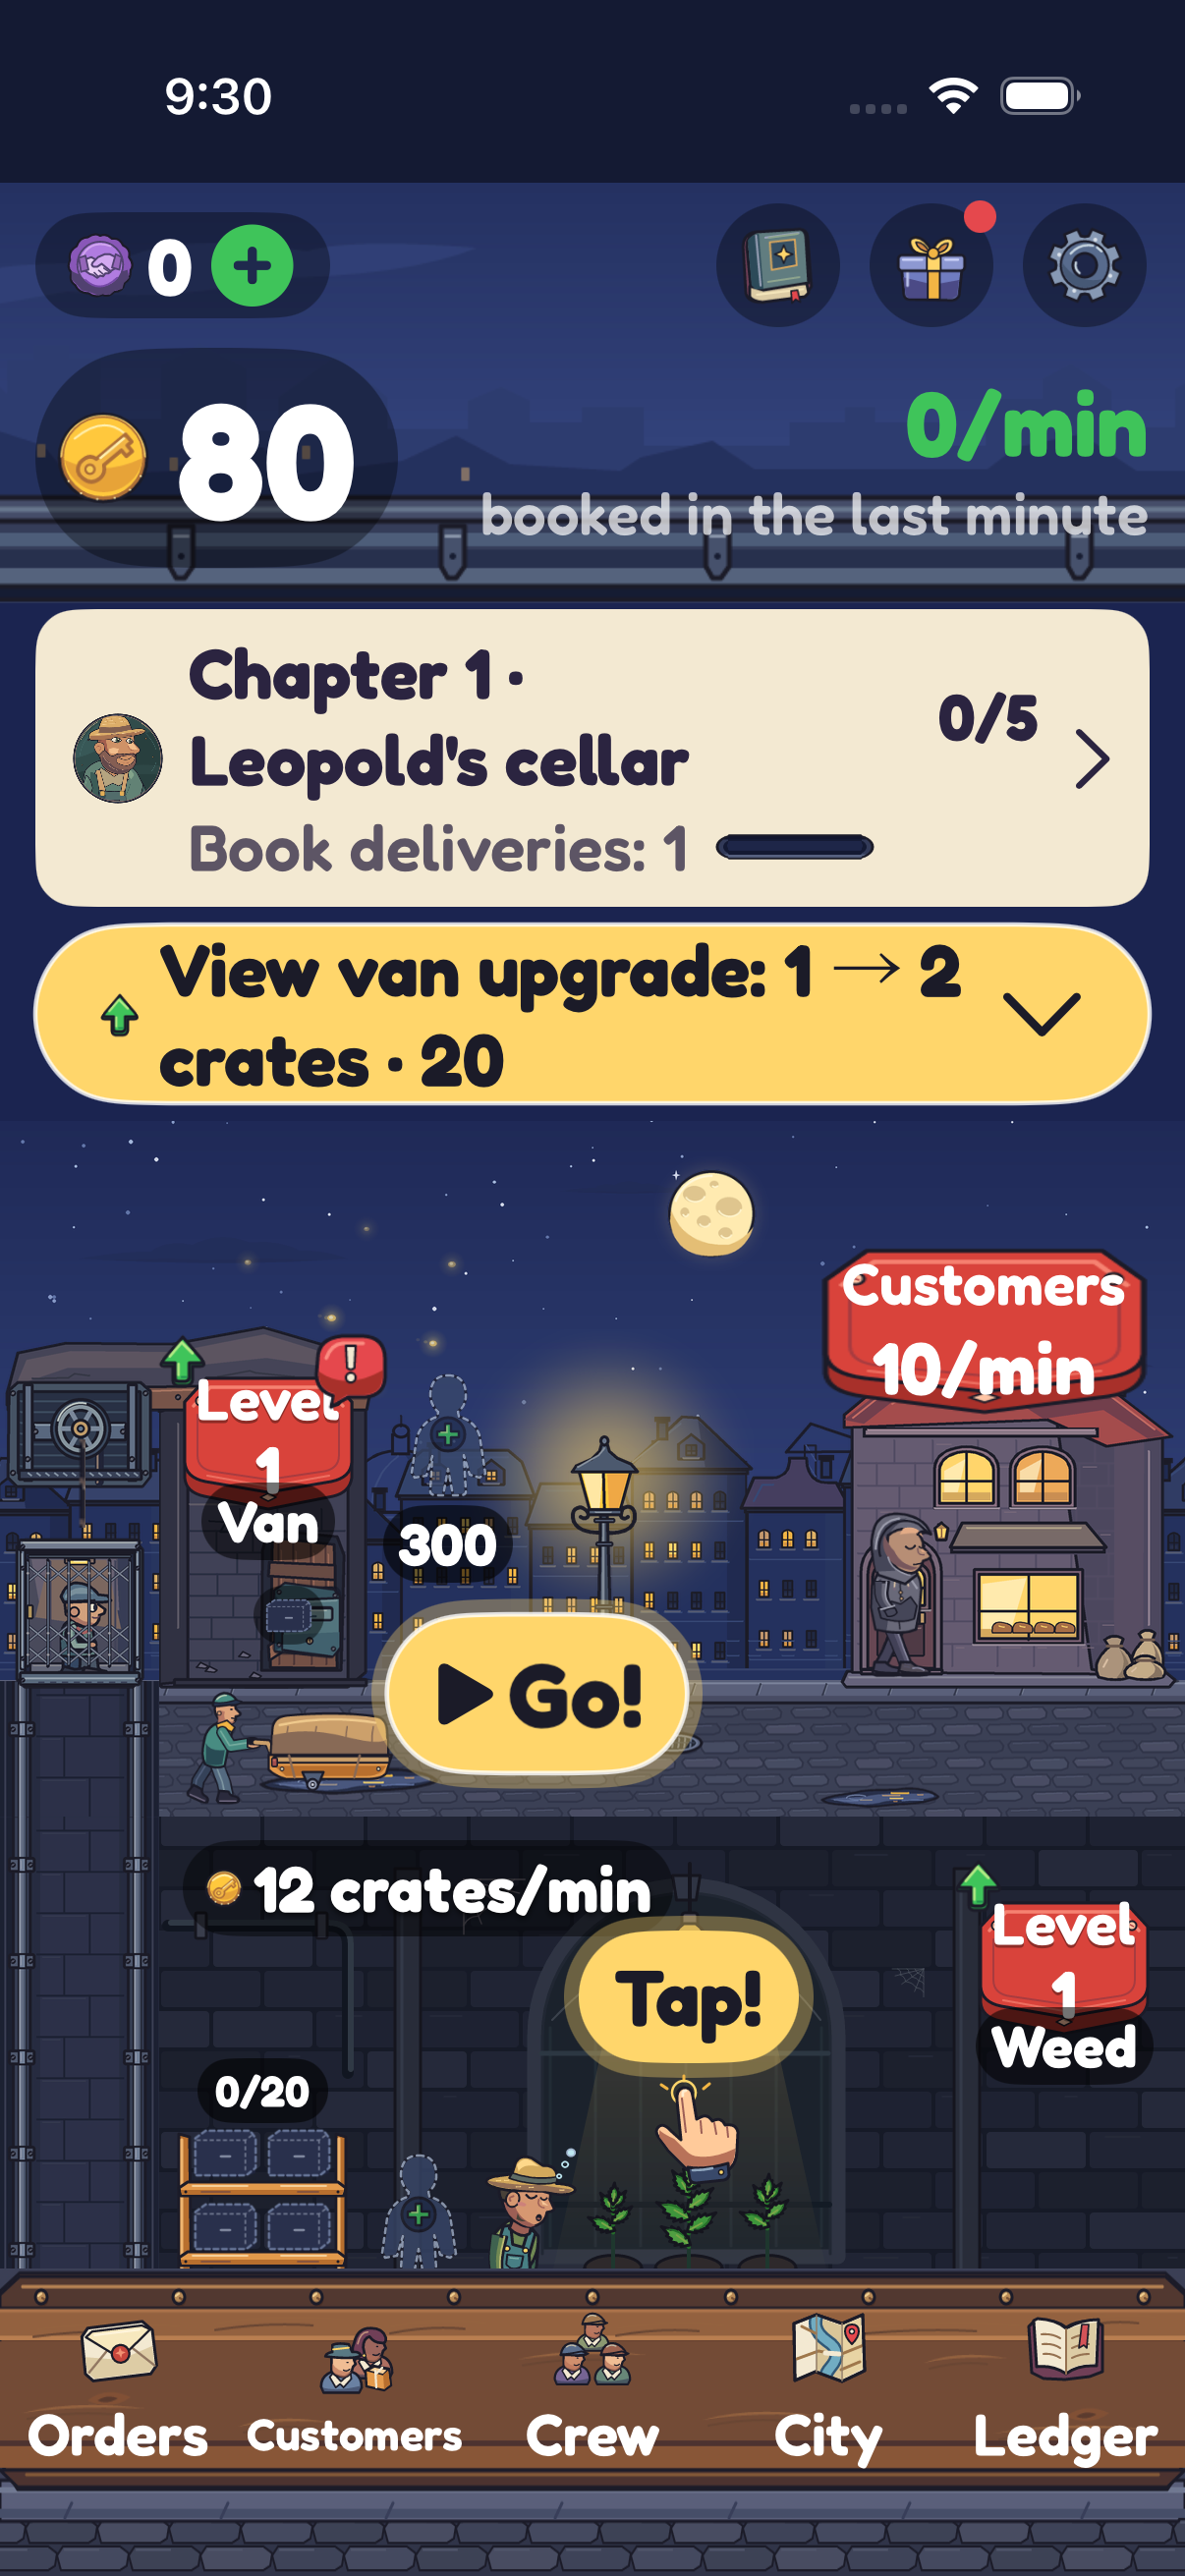 9:30
0
80
0/min
booked in the last minute
Chapter 1 ·
Leopold's cellar
0/5
Book deliveries: 1
View van upgrade: 1 → 2
crates · 20
Customers
10/min
Level
1
Van
!
300
Go!
12 crates/min
Tap!
Level
1
Weed
0/20
Orders
Customers
Crew
City
Ledger